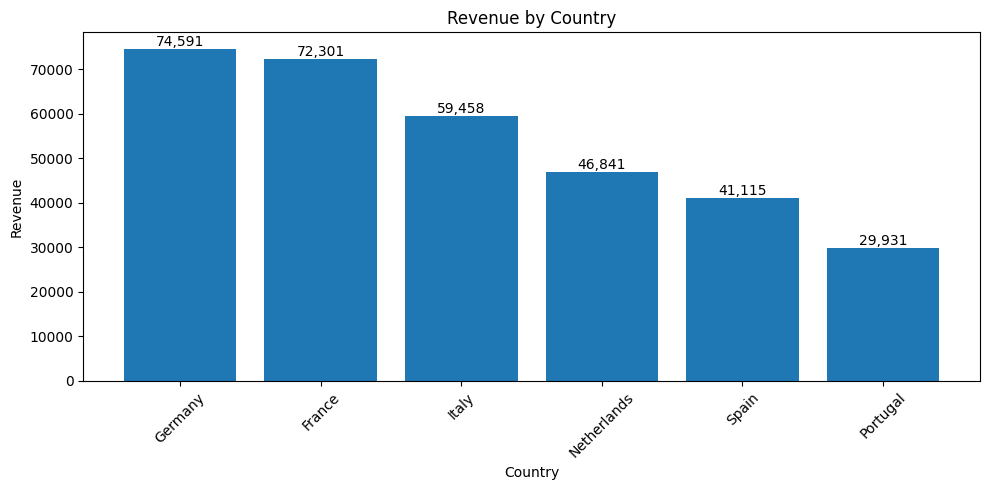 Revenue by Country
Revenue
70000
60000
50000
40000
30000
20000
10000
0
74,591
72,301
59,458
46,841
41,115
29,931
Germany
France
Italy
Netherlands
Spain
Portugal
Country